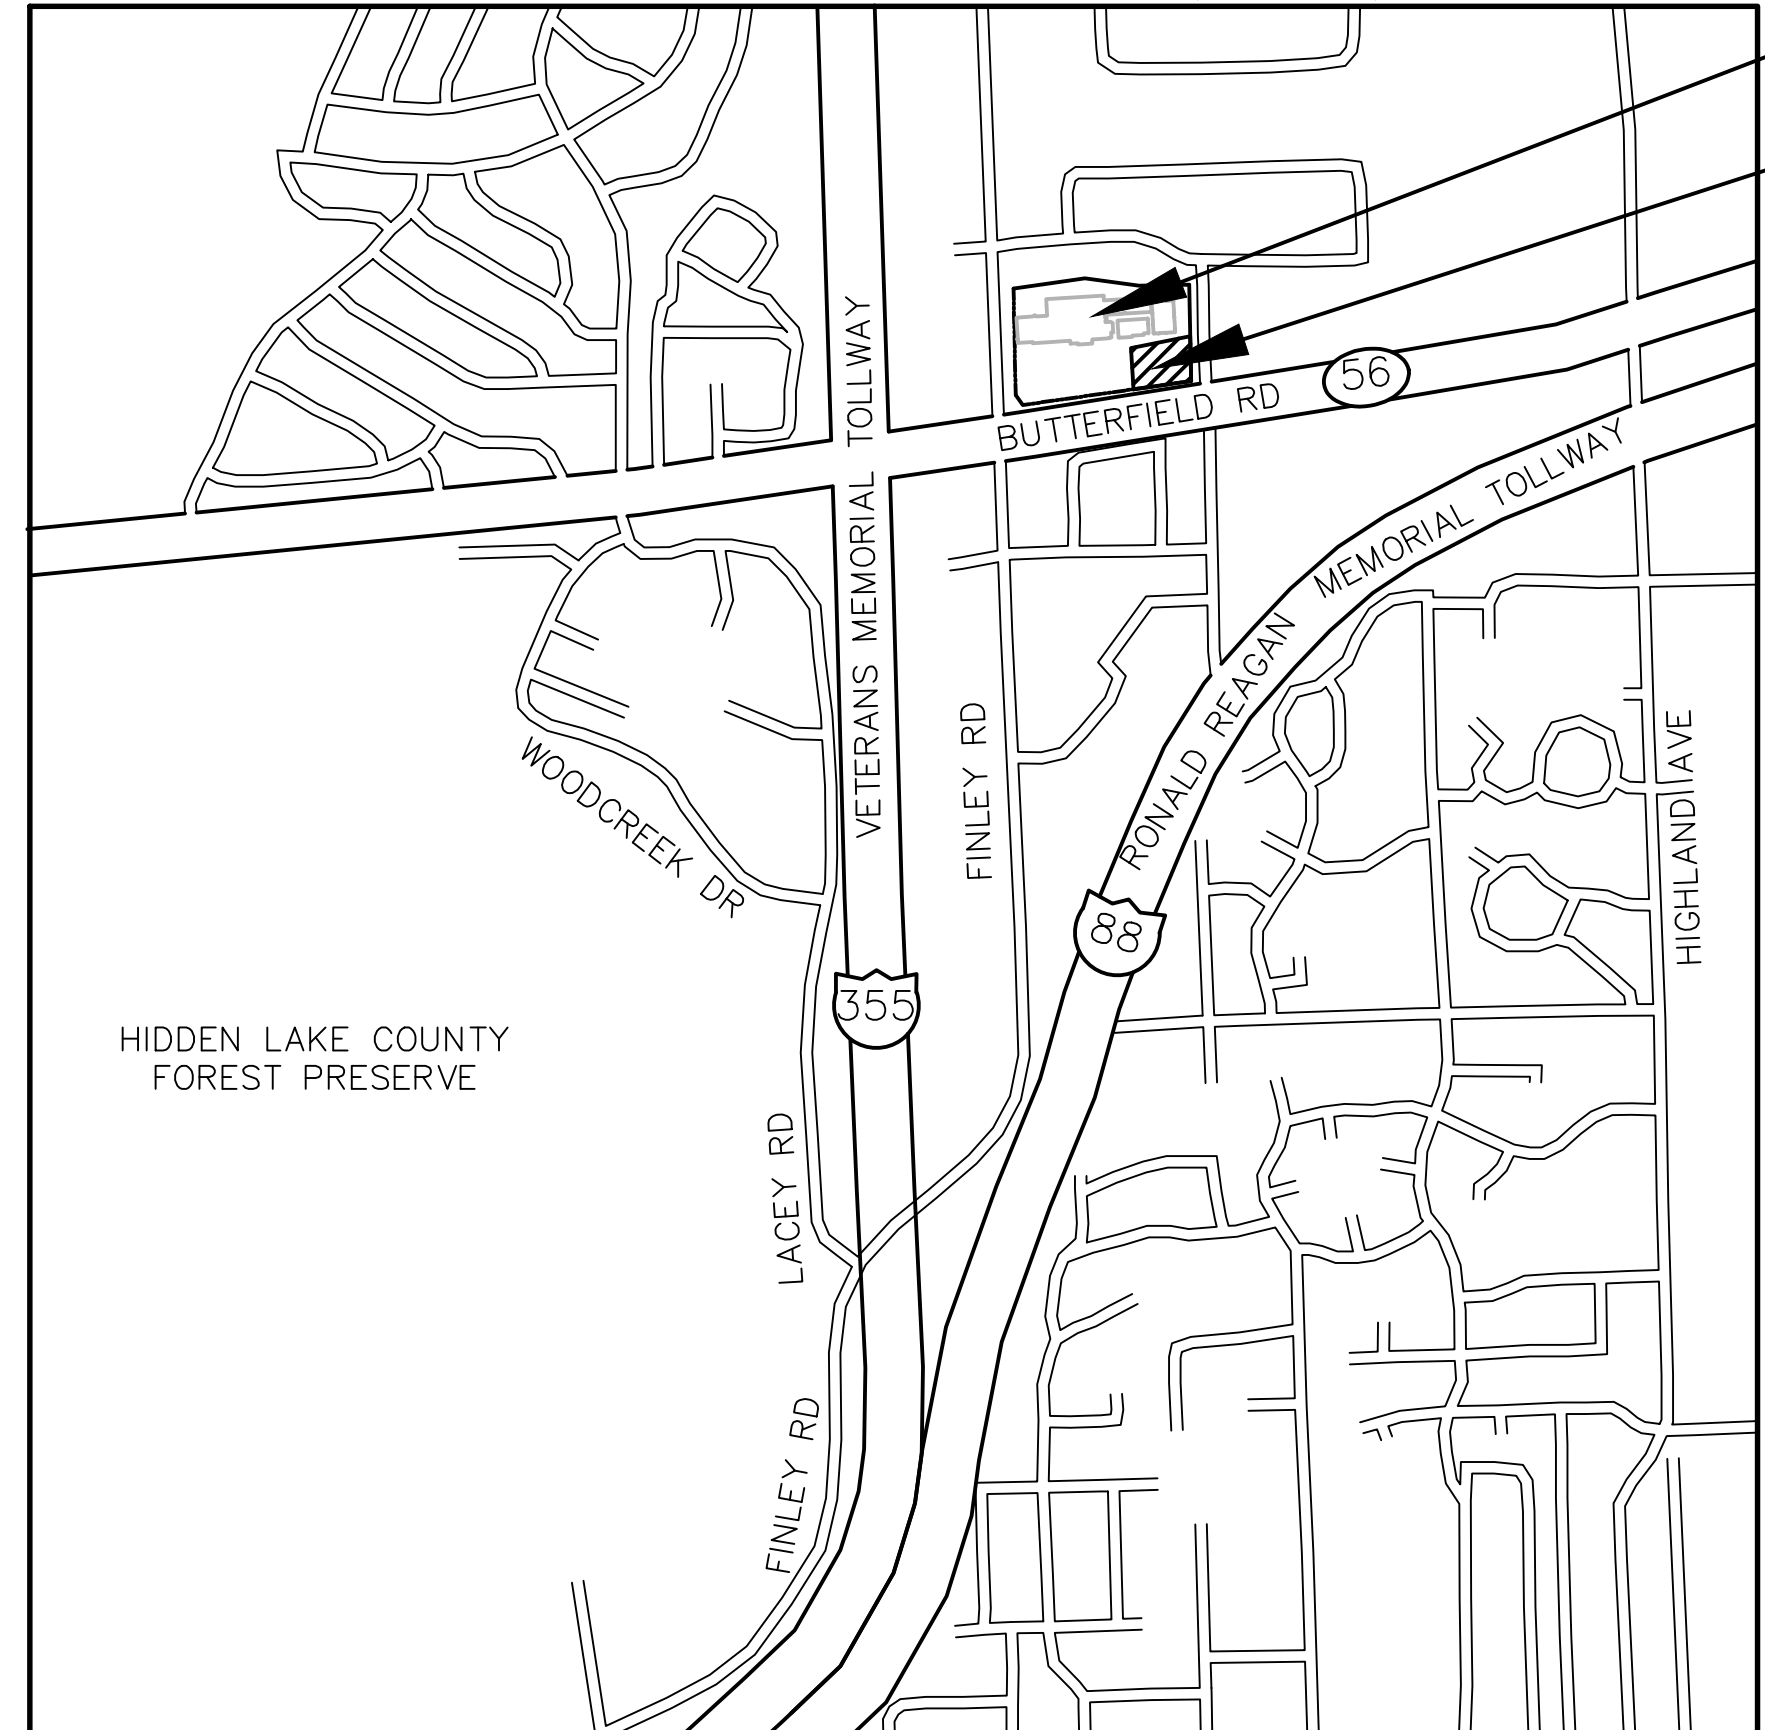 VETERANS MEMORIAL TOLLWAY
BUTTERFIELD RD
56
RONALD REAGAN MEMORIAL TOLLWAY
WOODCREEK DR
FINLEY RD
HIGHLAND AVE
88
355
HIDDEN LAKE COUNTY
FOREST PRESERVE
LACEY RD
FINLEY RD